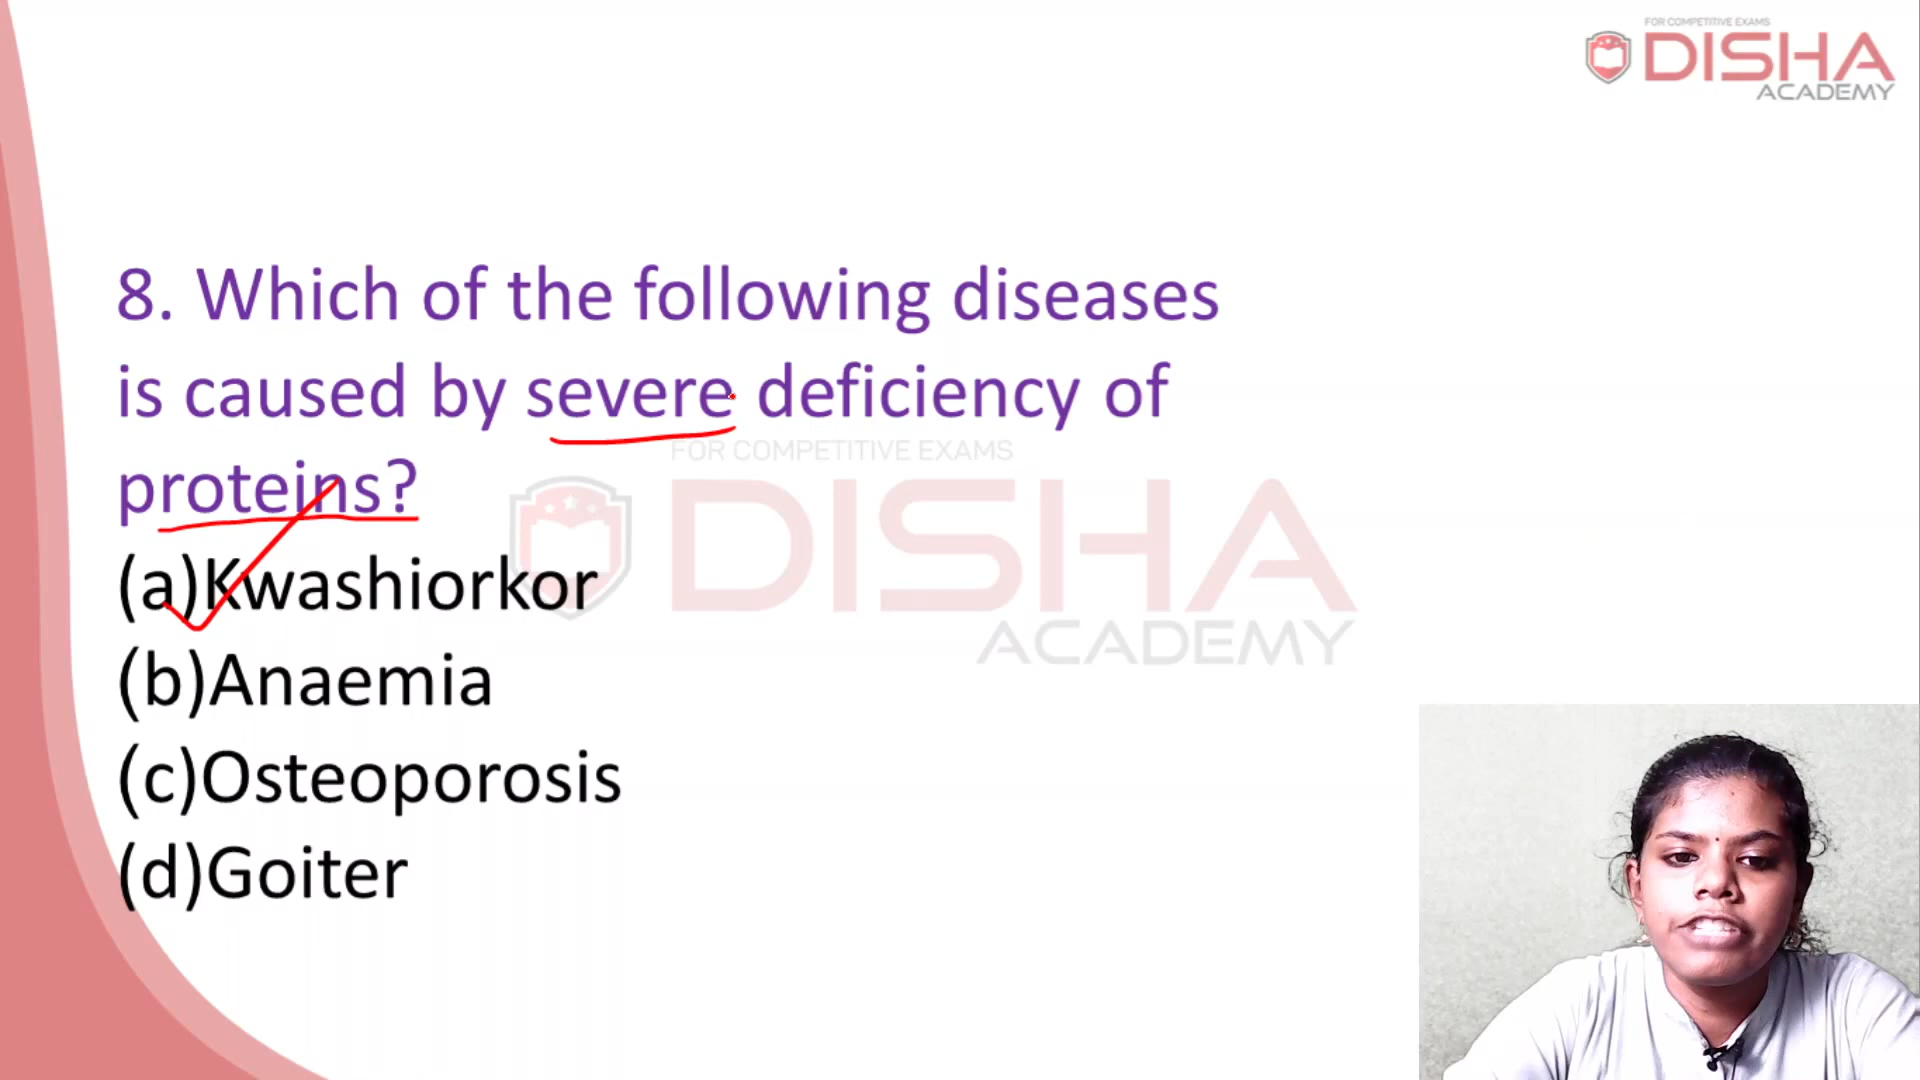 FOR COMPETITIVE EXAMS
DISHA
ACADEMY
8. Which of the following diseases
is caused by severe deficiency of
proteins?
(a)Kwashiorkor
(b)Anaemia
(c)Osteoporosis
(d)Goiter
FOR COMPETITIVE EXAMS
DISHA
ACADEMY